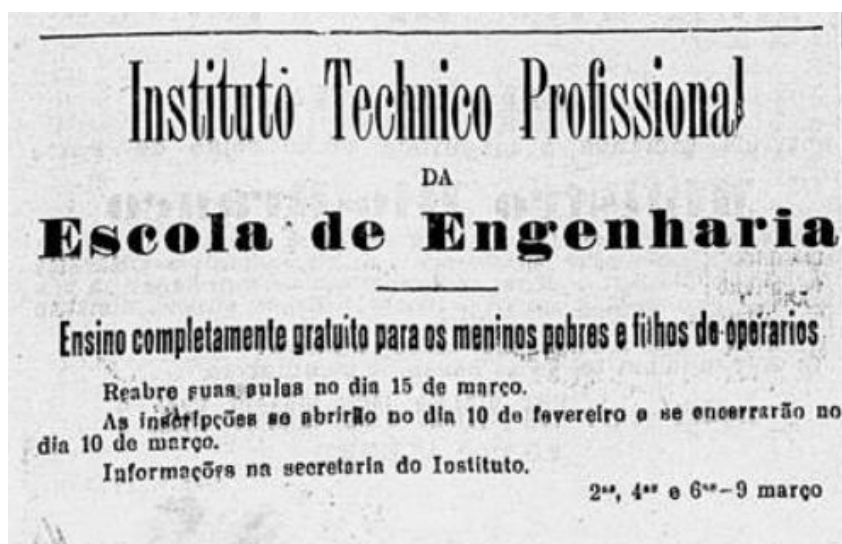 Instituto Technico Profissional
DA
Escola de Engenharia
Ensino completamente gratuito para os meninos pobres e filhos de operarios
Reabre suas aulas no dia 15 de março.
As inscripções se abrirão no dia 10 de fevereiro e se encerrarão no
dia 10 de março.
Informações na secretaria do Instituto.
2ªˢ, 4ªˢ e 6ªˢ–9 março